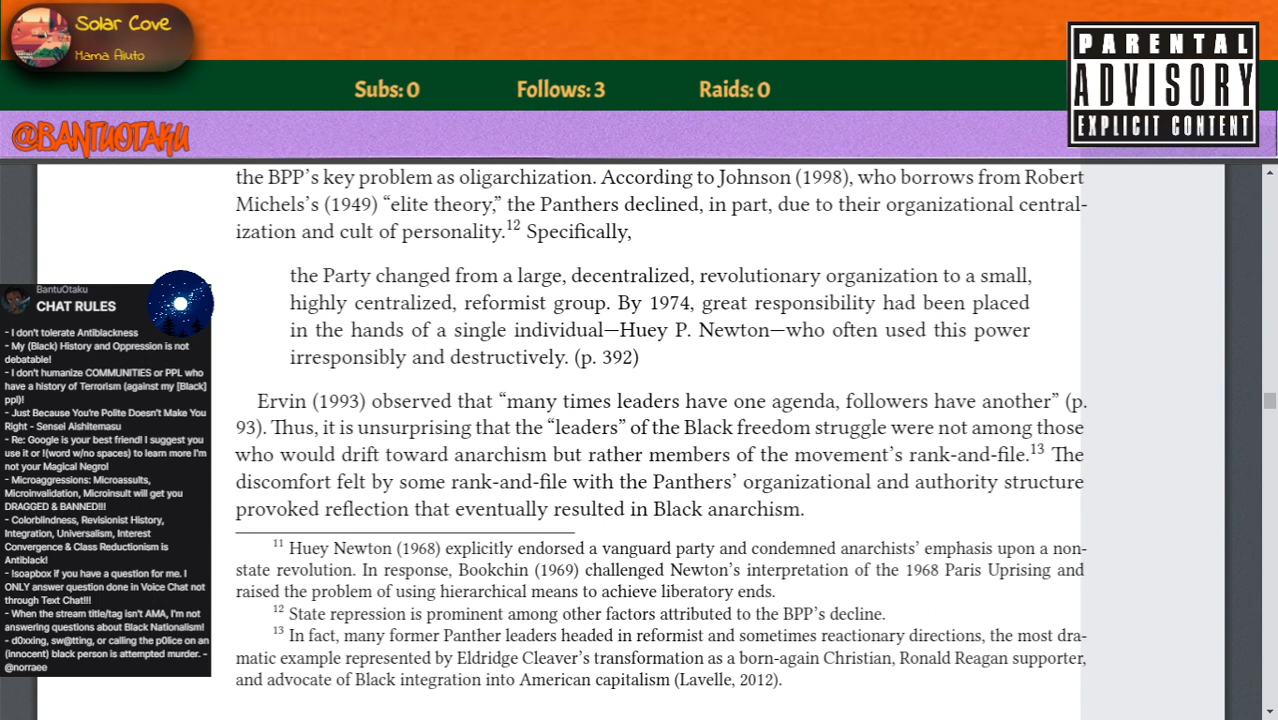 Solar Cove
Mama Aiuto
Subs: 0
Follows: 3
Raids: 0
PARENTAL
ADVISORY
EXPLICIT CONTENT
@BANTUOTAKU
the BPP’s key problem as oligarchization. According to Johnson (1998), who borrows from Robert
Michels’s (1949) “elite theory,” the Panthers declined, in part, due to their organizational central-
ization and cult of personality.12 Specifically,
the Party changed from a large, decentralized, revolutionary organization to a small,
highly centralized, reformist group. By 1974, great responsibility had been placed
in the hands of a single individual—Huey P. Newton—who often used this power
irresponsibly and destructively. (p. 392)
Ervin (1993) observed that “many times leaders have one agenda, followers have another” (p.
93). Thus, it is unsurprising that the “leaders” of the Black freedom struggle were not among those
who would drift toward anarchism but rather members of the movement’s rank-and-file.13 The
discomfort felt by some rank-and-file with the Panthers’ organizational and authority structure
provoked reflection that eventually resulted in Black anarchism.
11 Huey Newton (1968) explicitly endorsed a vanguard party and condemned anarchists’ emphasis upon a non-
state revolution. In response, Bookchin (1969) challenged Newton’s interpretation of the 1968 Paris Uprising and
raised the problem of using hierarchical means to achieve liberatory ends.
12 State repression is prominent among other factors attributed to the BPP’s decline.
13 In fact, many former Panther leaders headed in reformist and sometimes reactionary directions, the most dra-
matic example represented by Eldridge Cleaver’s transformation as a born-again Christian, Ronald Reagan supporter,
and advocate of Black integration into American capitalism (Lavelle, 2012).
BantuOtaku
CHAT RULES
- I don't tolerate Antiblackness
- My (Black) History and Oppression is not
debatable!
- I don't humanize COMMUNITIES or PPL who
have a history of Terrorism (against my [Black]
ppl)!
- Just Because You're Polite Doesn't Make You
Right - Sensei Aishitemasu
- Re: Google is your best friend! I suggest you
use it or !(word w/no spaces) to learn more I'm
not your Magical Negro!
- Microaggressions: Microassults,
Microinvalidation, Microinsult will get you
DRAGGED & BANNED!!!
- Colorblindness, Revisionist History,
Integration, Universalism, Interest
Convergence & Class Reductionism is
Antiblack!
- !soapbox if you have a question for me. I
ONLY answer question done in Voice Chat not
through Text Chat!!!
- When the stream title/tag isn't AMA, I'm not
answering questions about Black Nationalism!
- d0xxing, sw@tting, or calling the p0lice on an
(innocent) black person is attempted murder. -
@norraee